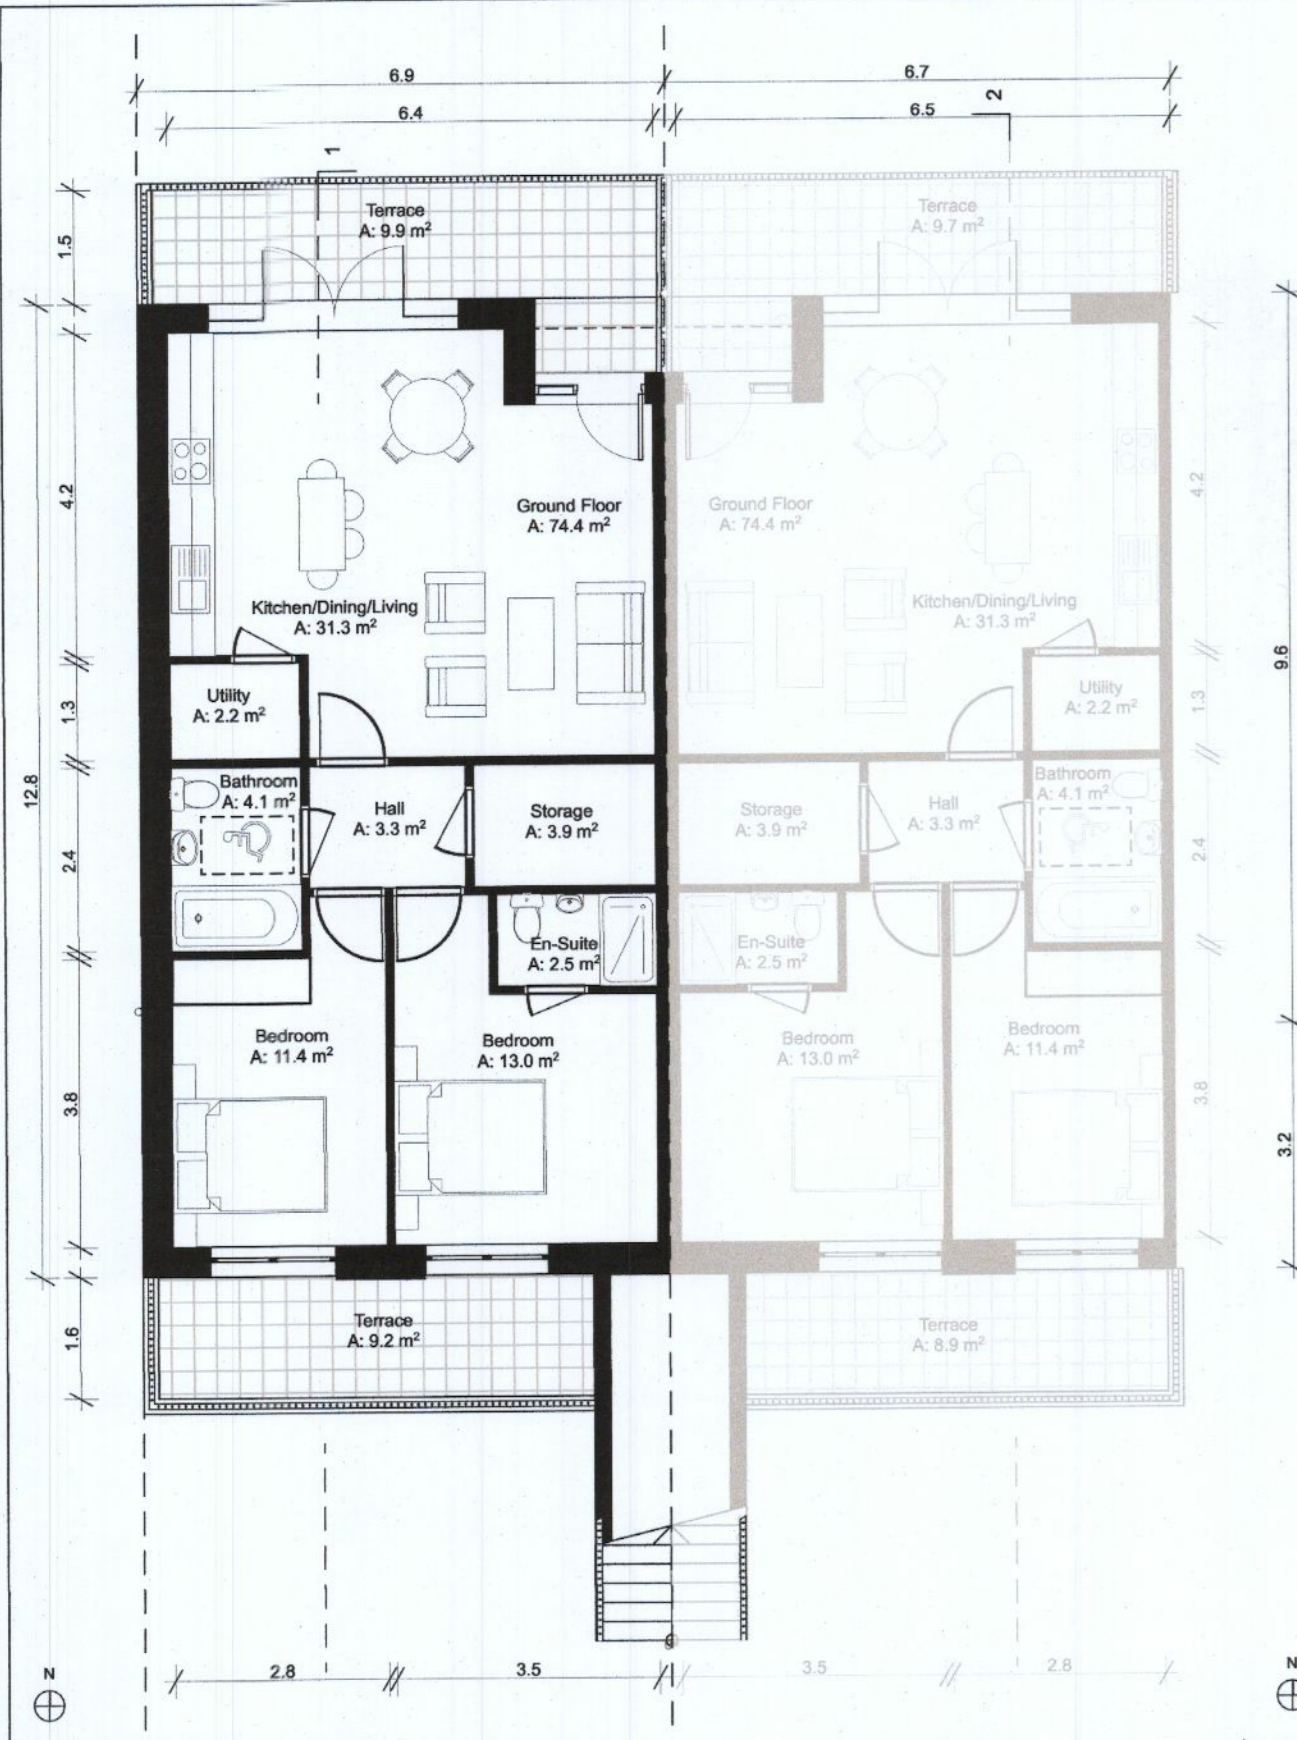 6.9
6.7
6.4
6.5
2
1
Terrace
A: 9.9 m²
Terrace
A: 9.7 m²
1.5
4.2
4.2
Ground Floor
A: 74.4 m²
Ground Floor
A: 74.4 m²
Kitchen/Dining/Living
A: 31.3 m²
Kitchen/Dining/Living
A: 31.3 m²
9.6
Utility
A: 2.2 m²
Utility
A: 2.2 m²
1.3
1.3
12.8
Bathroom
A: 4.1 m²
Hall
A: 3.3 m²
Storage
A: 3.9 m²
Storage
A: 3.9 m²
Hall
A: 3.3 m²
Bathroom
A: 4.1 m²
2.4
2.4
En-Suite
A: 2.5 m²
En-Suite
A: 2.5 m²
Bedroom
A: 11.4 m²
Bedroom
A: 13.0 m²
Bedroom
A: 13.0 m²
Bedroom
A: 11.4 m²
3.8
3.8
3.2
1.6
Terrace
A: 9.2 m²
Terrace
A: 8.9 m²
N
2.8
3.5
3.5
2.8
N